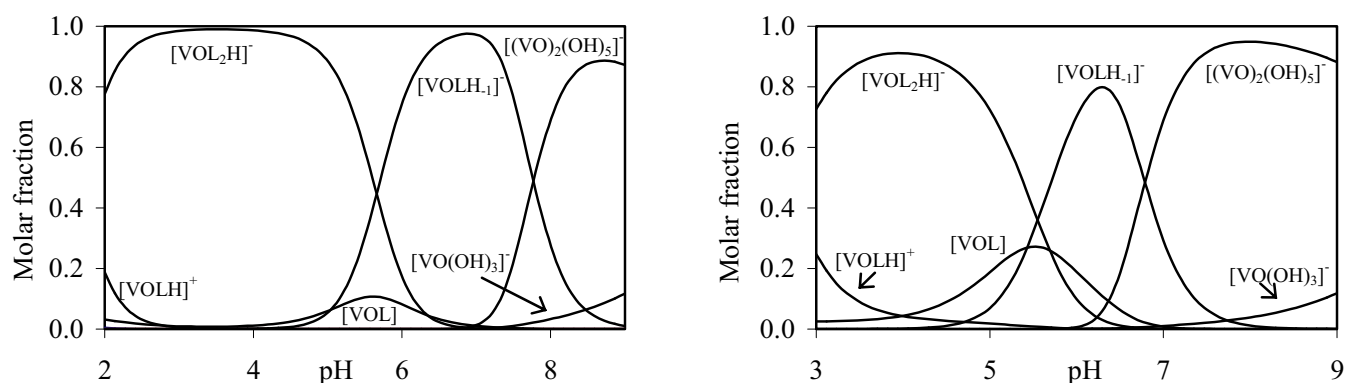 Molar fraction
1.0
0.8
0.6
0.4
0.2
0.0
[VOL₂H]⁻
[(VO)₂(OH)₅]⁻
[VOLH₋₁]⁻
[VO(OH)₃]⁻
[VOLH]⁺
[VOL]
2 4 pH 6 8
Molar fraction
1.0
0.8
0.6
0.4
0.2
0.0
[VOLH₋₁]⁻
[VOL₂H]⁻
[(VO)₂(OH)₅]⁻
[VOL]
[VOLH]⁺
[VO(OH)₃]⁻
3 5 pH 7 9